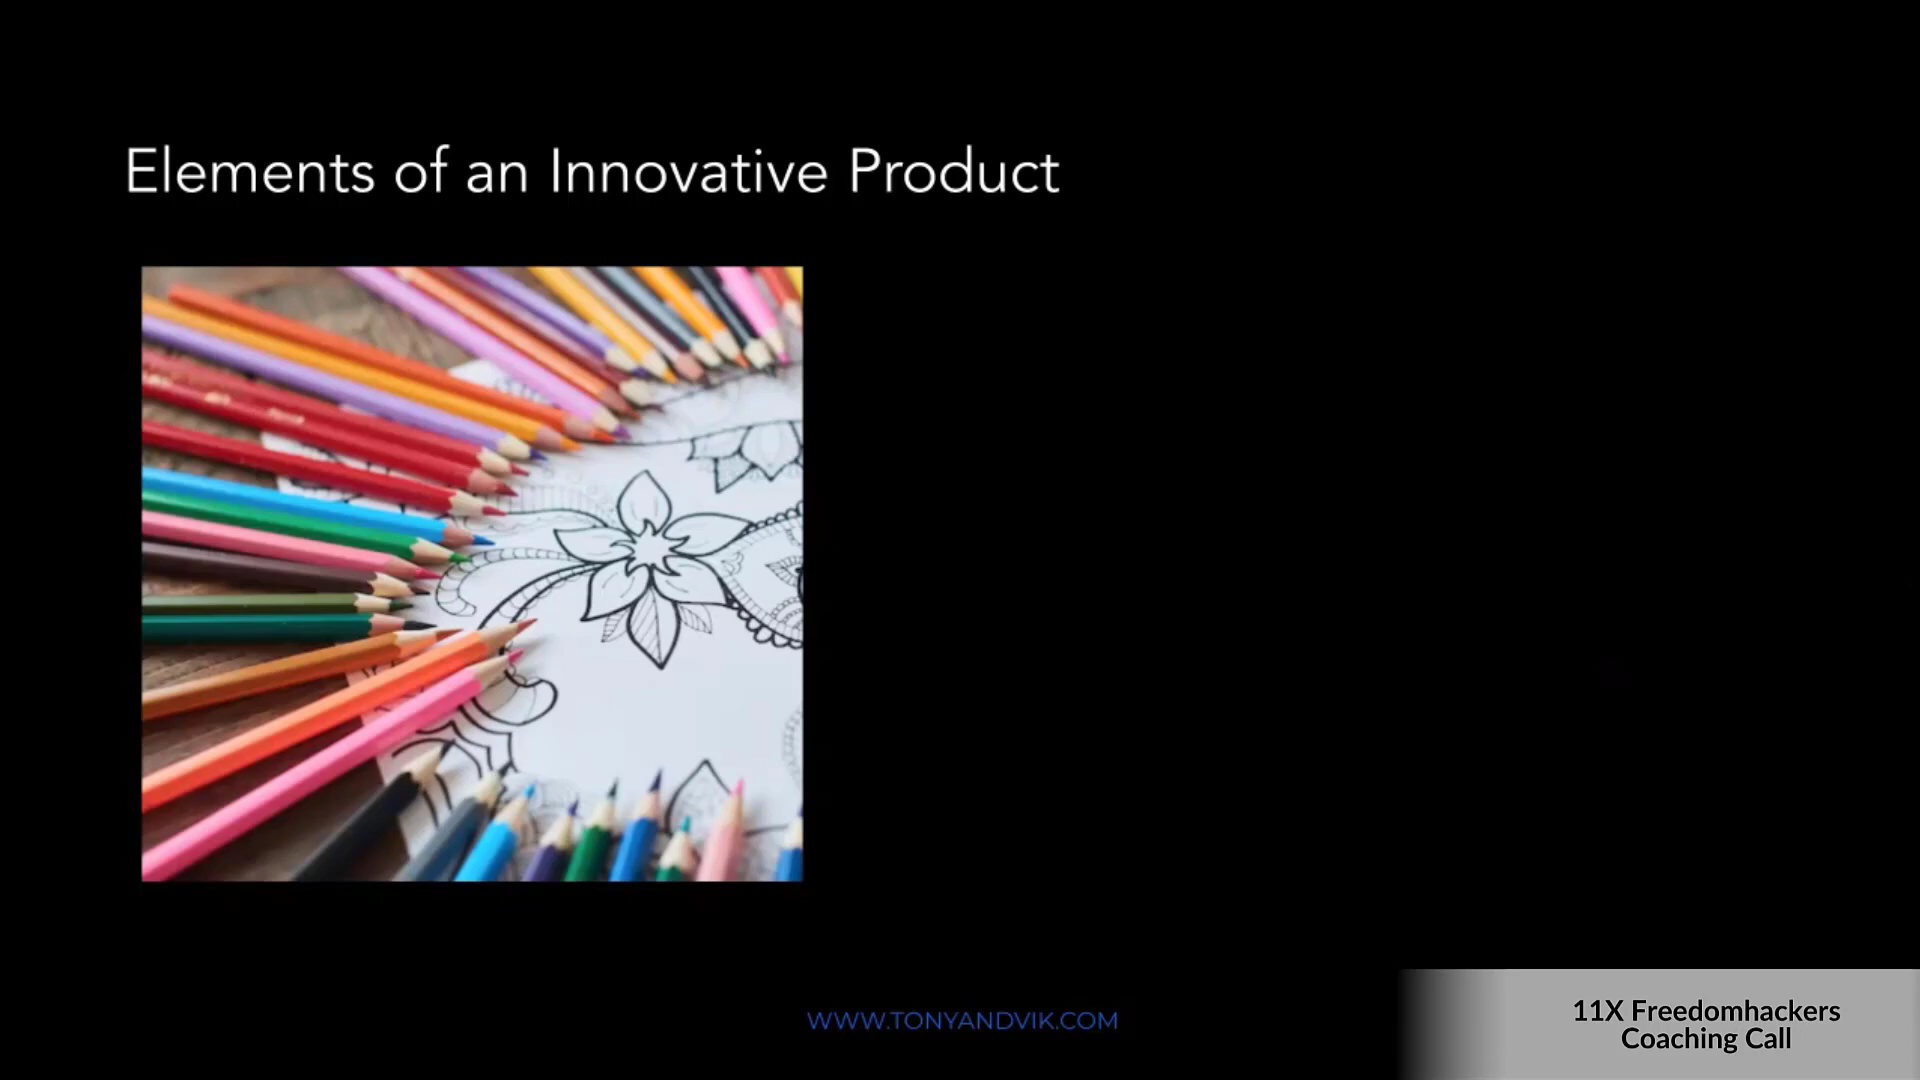 Elements of an Innovative Product
WWW.TONYANDVIK.COM
11X Freedomhackers
Coaching Call